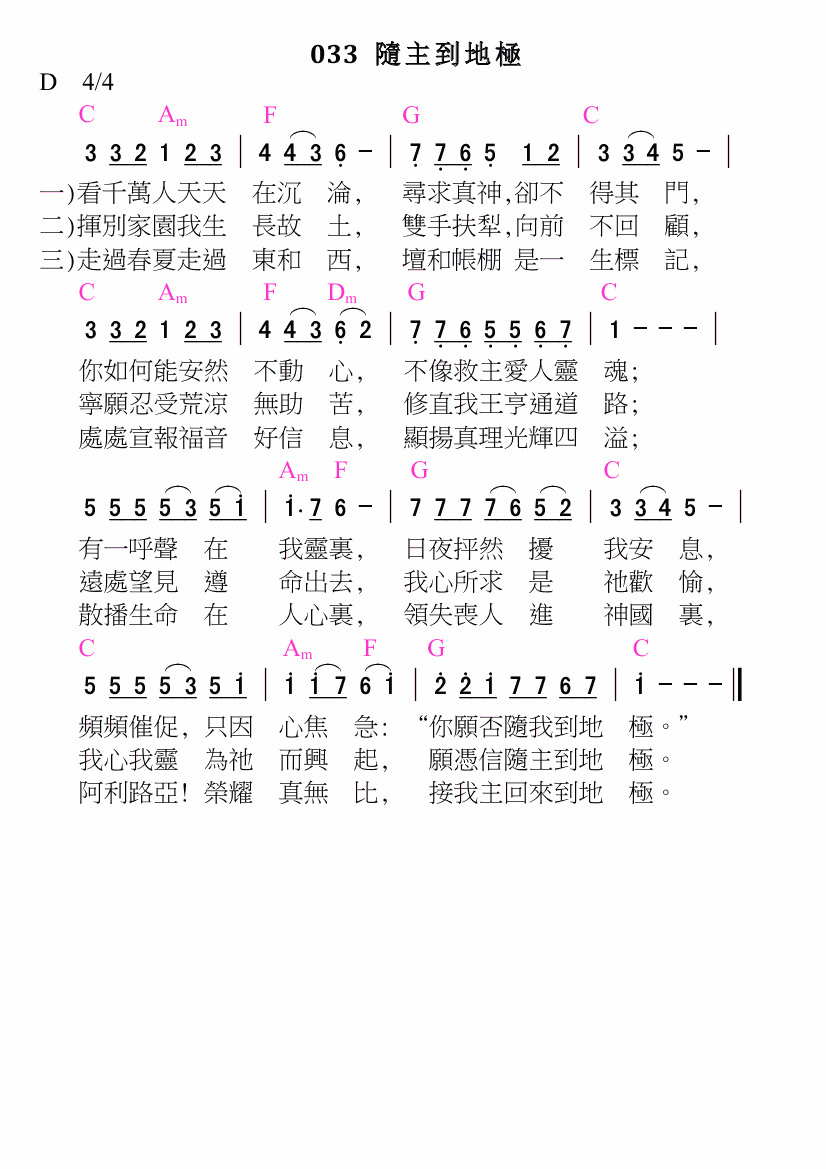 033 隨主到地極
D 4/4
C Am F G C
3 3 2 1 2 3 | 4 4 3 6 - | 7 7 6 5 1 2 | 3 3 4 5 - |
一)看千萬人天天 在沉 淪, 尋求真神,卻不 得其 門,
二)揮別家園我生 長故 土, 雙手扶犁,向前 不回 顧,
三)走過春夏走過 東和 西, 壇和帳棚 是一 生標 記,
C Am F Dm G C
3 3 2 1 2 3 | 4 4 3 6 2 | 7 7 6 5 5 6 7 | 1 - - - |
你如何能安然 不動 心, 不像救主愛人靈 魂;
寧願忍受荒涼 無助 苦, 修直我王亨通道 路;
處處宣報福音 好信 息, 顯揚真理光輝四 溢;
Am F G C
5 5 5 5 3 5 i | i· 7 6 - | 7 7 7 7 6 5 2 | 3 3 4 5 - |
有一呼聲 在 我靈裏, 日夜抨然 擾 我安 息,
遠處望見 遵 命出去, 我心所求 是 祂歡 愉,
散播生命 在 人心裏, 領失喪人 進 神國 裏,
C Am F G C
5 5 5 5 3 5 i | i i 7 6 i | 2 2 i 7 7 6 7 | i - - - ‖
頻頻催促, 只因 心焦 急: “你願否隨我到地 極。”
我心我靈 為祂 而興 起, 願憑信隨主到地 極。
阿利路亞! 榮耀 真無 比, 接我主回來到地 極。